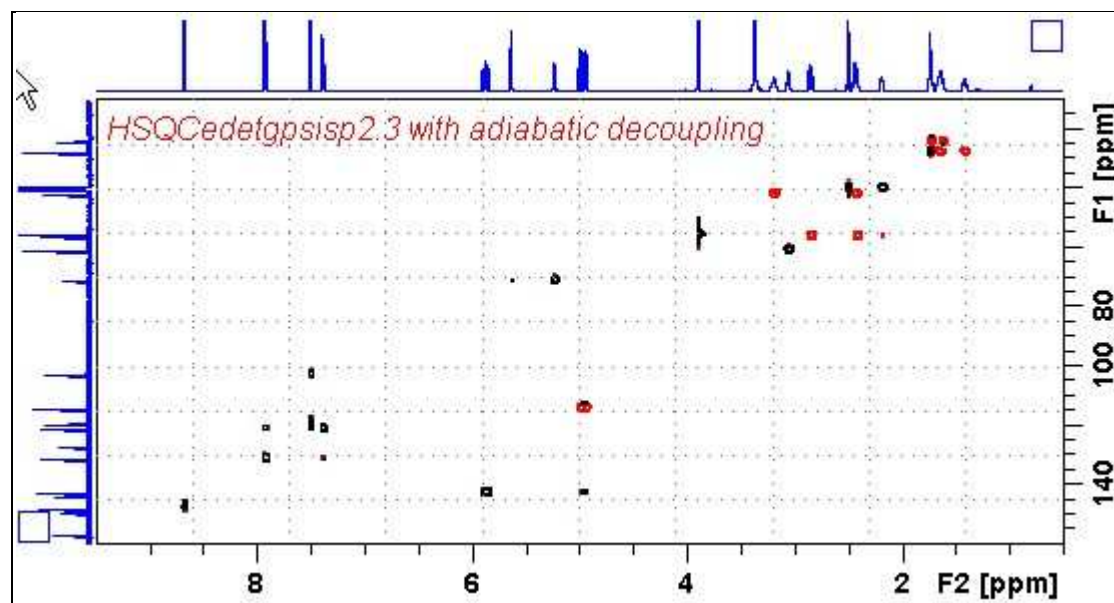 HSQCedetgpsisp2.3 with adiabatic decoupling
F1 [ppm]
80
100
140
8
6
4
2
F2 [ppm]